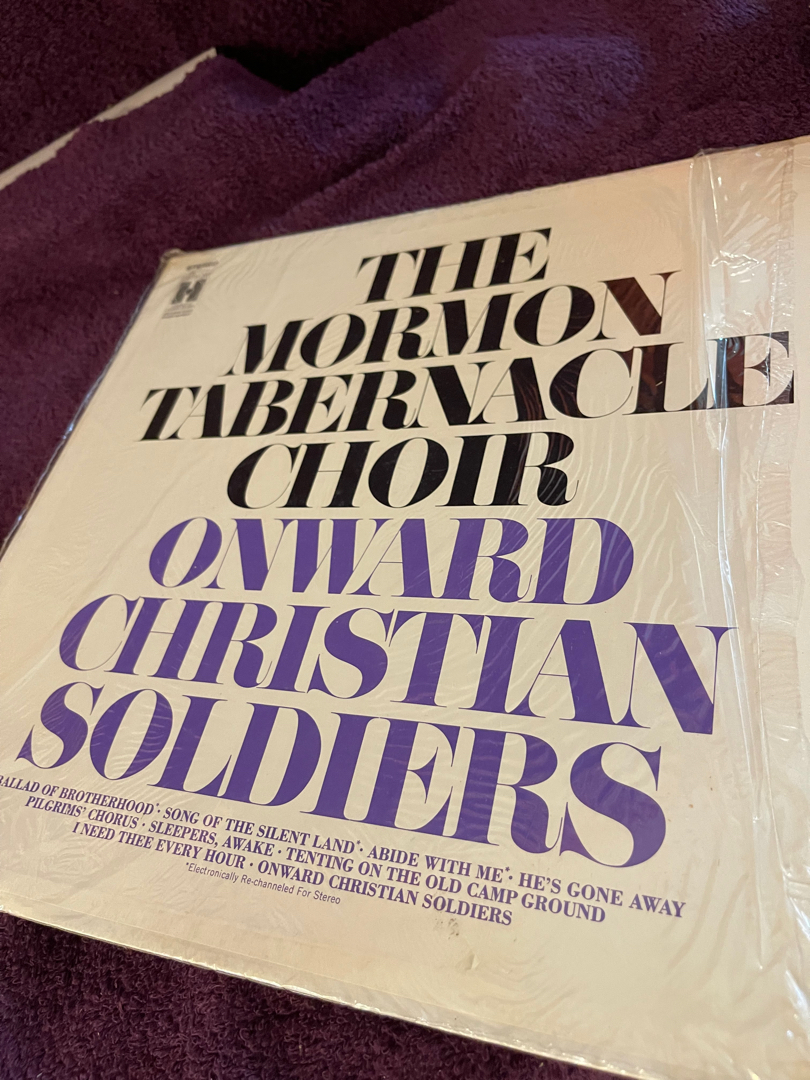 H
THE
MORMON
TABERNACLE
CHOIR
ONWARD
CHRISTIAN
SOLDIERS
BALLAD OF BROTHERHOOD*· SONG OF THE SILENT LAND*· ABIDE WITH ME*· HE'S GONE AWAY
PILGRIMS' CHORUS · SLEEPERS, AWAKE · TENTING ON THE OLD CAMP GROUND
I NEED THEE EVERY HOUR · ONWARD CHRISTIAN SOLDIERS
*Electronically Re-channeled For Stereo